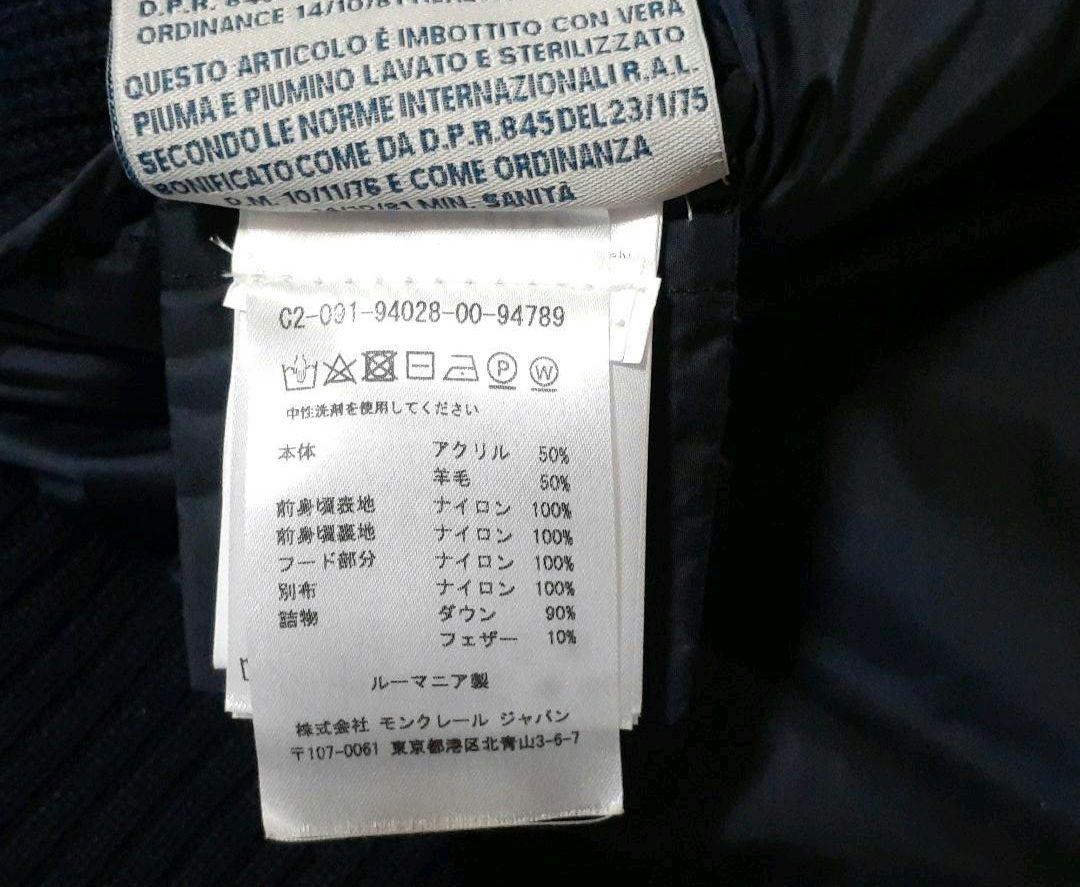 D.P.R.
ORDINANCE 14/10/81
QUESTO ARTICOLO È IMBOTTITO CON VERA
PIUMA E PIUMINO LAVATO E STERILIZZATO
SECONDO LE NORME INTERNAZIONALI R.A.L.
BONIFICATO COME DA D.P.R. 845 DEL 23/1/75
D.M. 10/11/76 E COME ORDINANZA
MIN. SANITA
C2-091-94028-00-94789
P W
中性洗剤を使用してください
本体 アクリル 50%
羊毛 50%
前身頃表地 ナイロン 100%
前身頃裏地 ナイロン 100%
フード部分 ナイロン 100%
別布 ナイロン 100%
詰物 ダウン 90%
フェザー 10%
ルーマニア製
株式会社 モンクレール ジャパン
〒107-0061 東京都港区北青山3-6-7